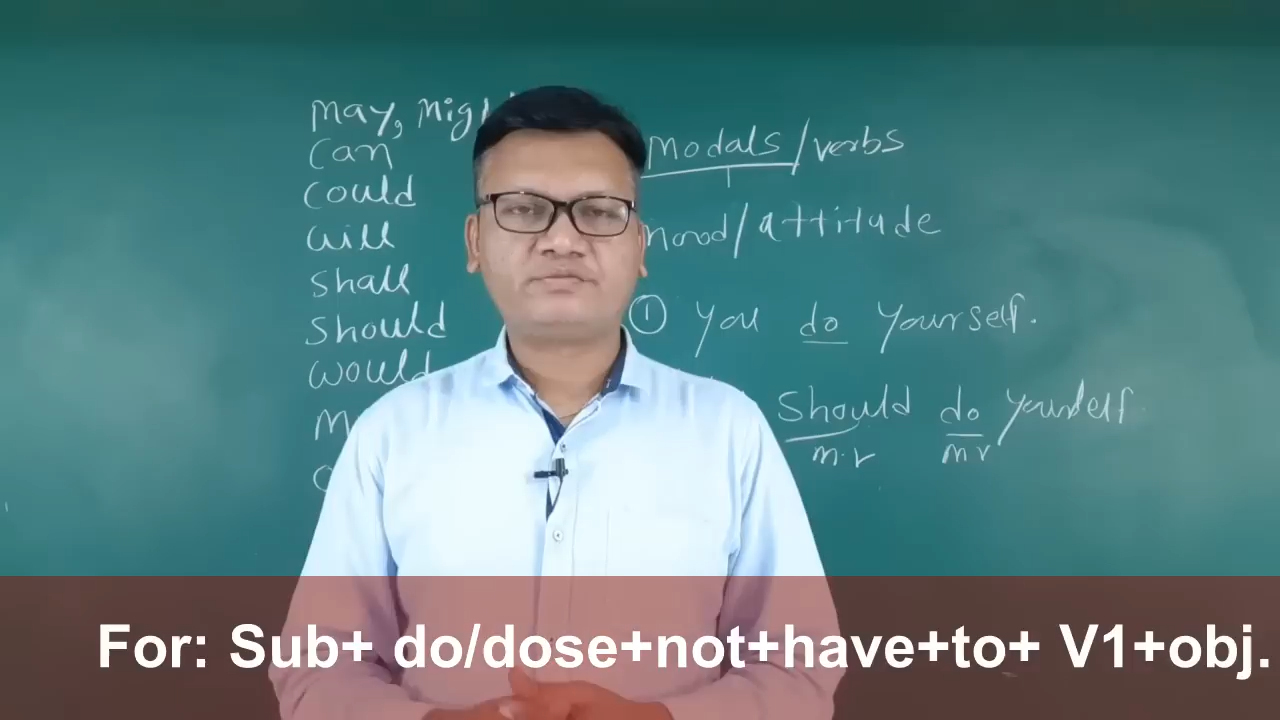 may,
Can
Could
will
shall
should
would
Modals/verbs
mood/attitude
① You do yourself.
should do yourself
m.v mv
For: Sub+ do/dose+not+have+to+ V1+obj.